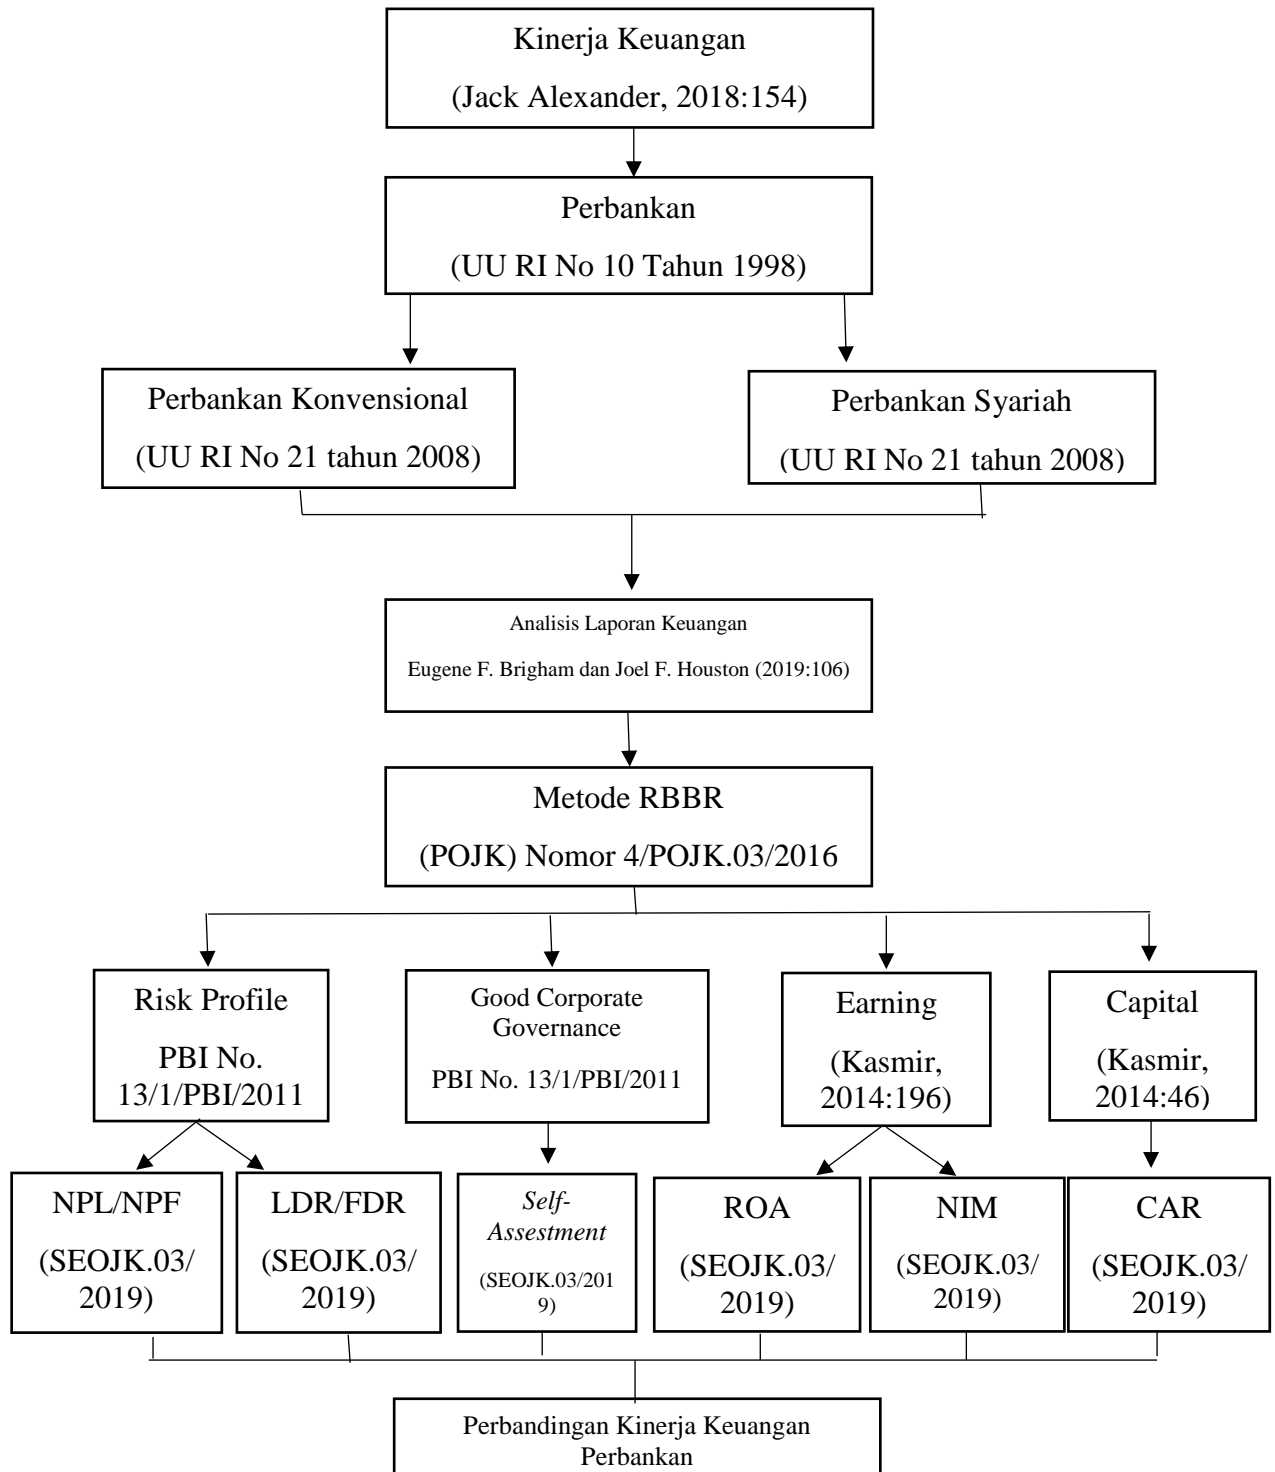 Kinerja Keuangan
(Jack Alexander, 2018:154)
Perbankan
(UU RI No 10 Tahun 1998)
Perbankan Konvensional
(UU RI No 21 tahun 2008)
Perbankan Syariah
(UU RI No 21 tahun 2008)
Analisis Laporan Keuangan
Eugene F. Brigham dan Joel F. Houston (2019:106)
Metode RBBR
(POJK) Nomor 4/POJK.03/2016
Risk Profile
PBI No.
13/1/PBI/2011
Good Corporate
Governance
PBI No. 13/1/PBI/2011
Earning
(Kasmir,
2014:196)
Capital
(Kasmir,
2014:46)
NPL/NPF
(SEOJK.03/
2019)
LDR/FDR
(SEOJK.03/
2019)
Self-
Assestment
(SEOJK.03/201
9)
ROA
(SEOJK.03/
2019)
NIM
(SEOJK.03/
2019)
CAR
(SEOJK.03/
2019)
Perbandingan Kinerja Keuangan
Perbankan